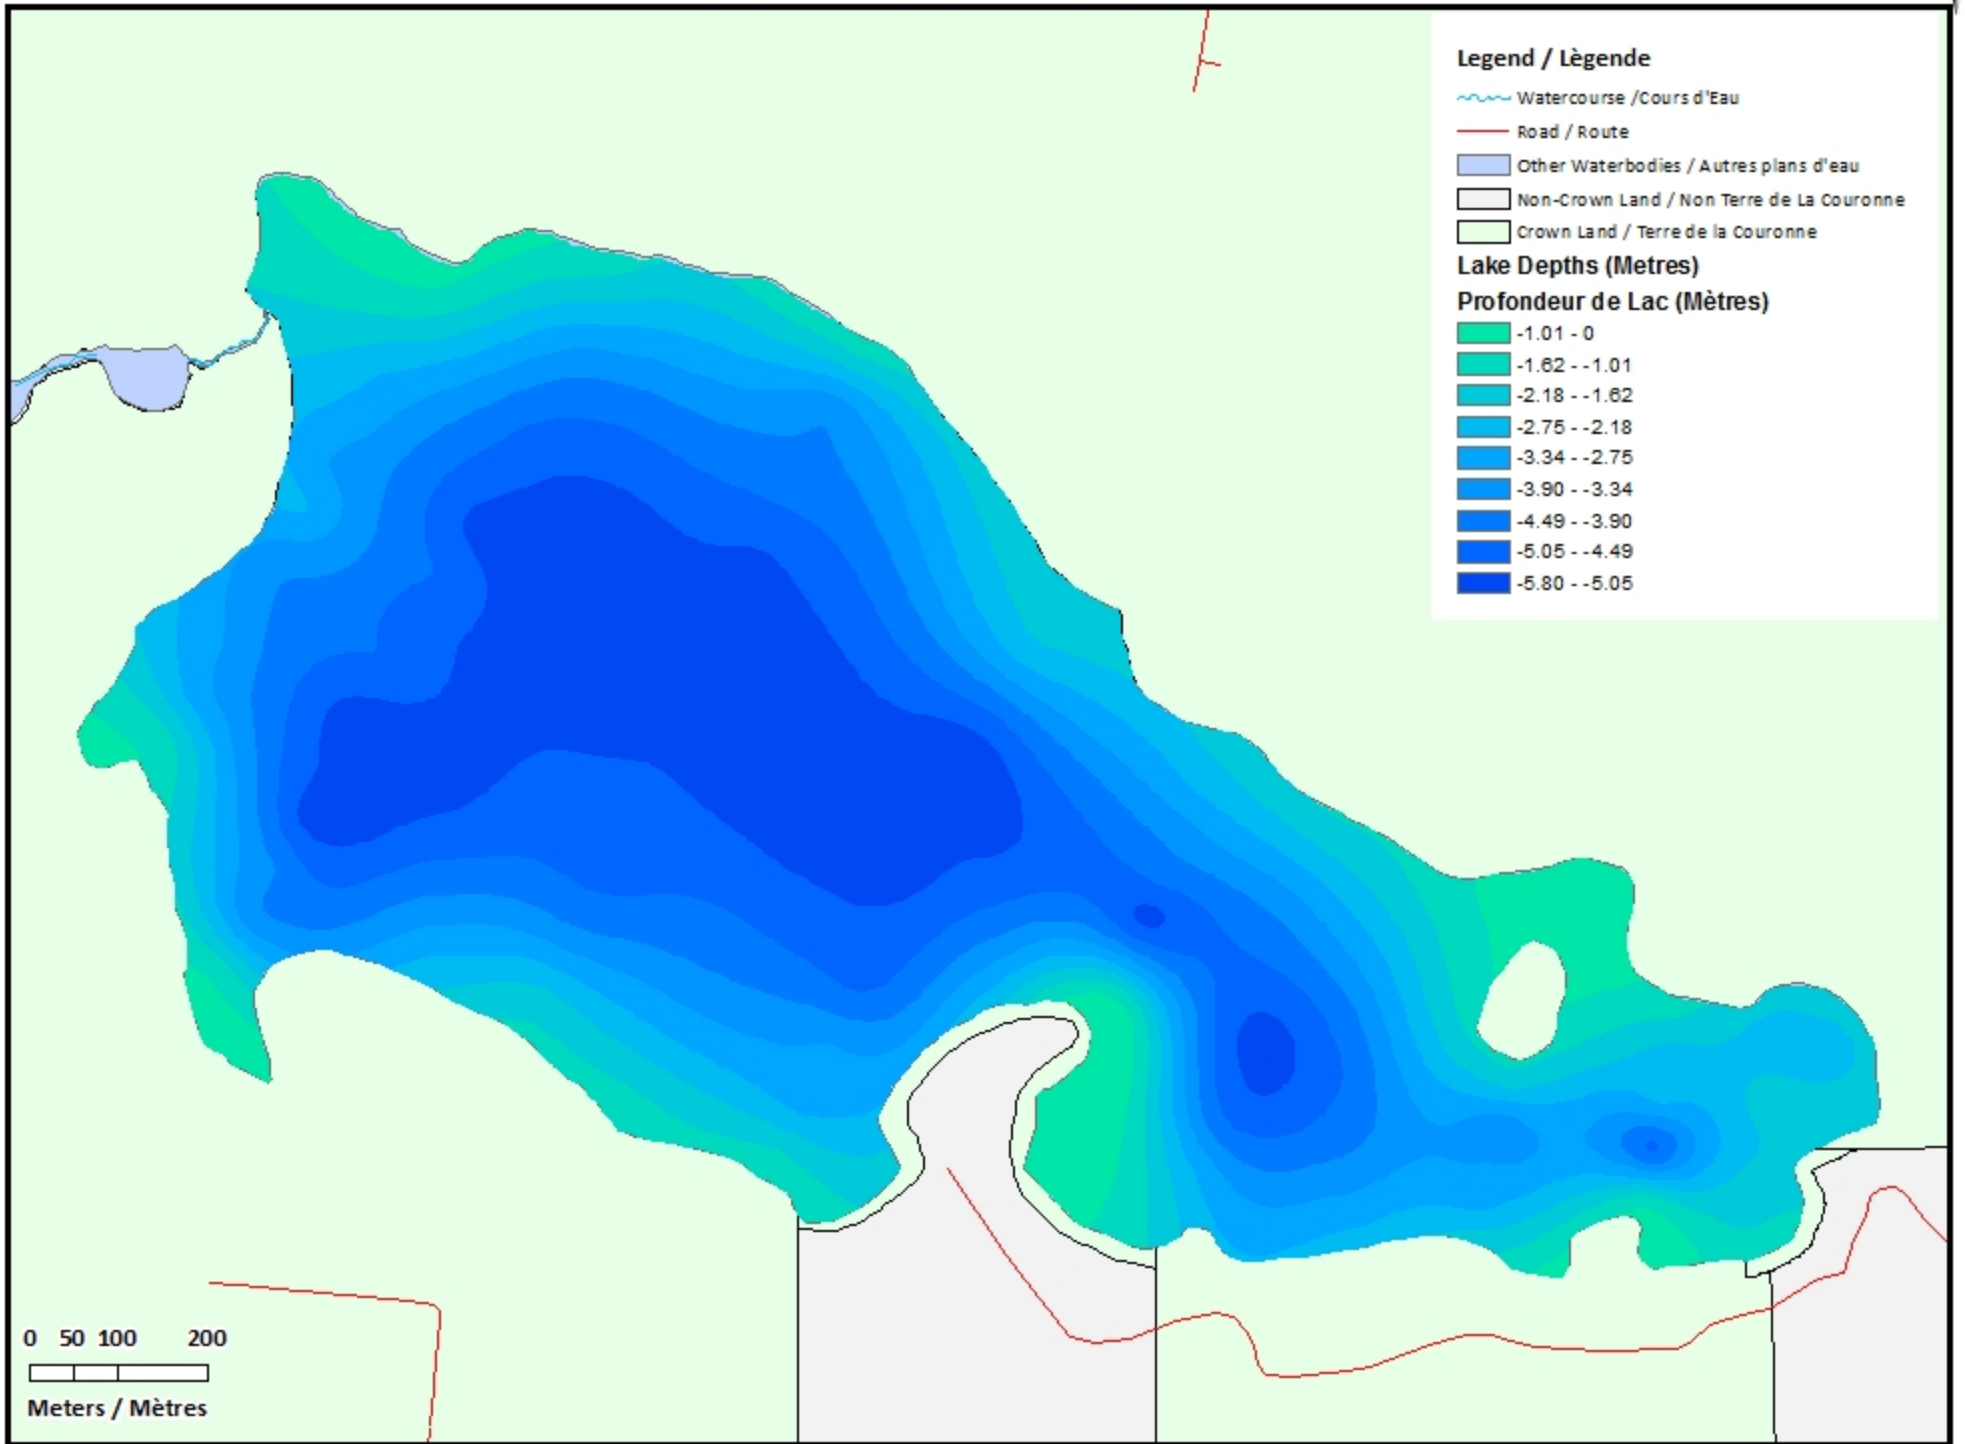 Legend / Lègende
Watercourse /Cours d'Eau
Road / Route
Other Waterbodies / Autres plans d'eau
Non-Crown Land / Non Terre de La Couronne
Crown Land / Terre de la Couronne
Lake Depths (Metres)
Profondeur de Lac (Mètres)
-1.01 - 0
-1.62 - -1.01
-2.18 - -1.62
-2.75 - -2.18
-3.34 - -2.75
-3.90 - -3.34
-4.49 - -3.90
-5.05 - -4.49
-5.80 - -5.05
0 50 100 200
Meters / Mètres